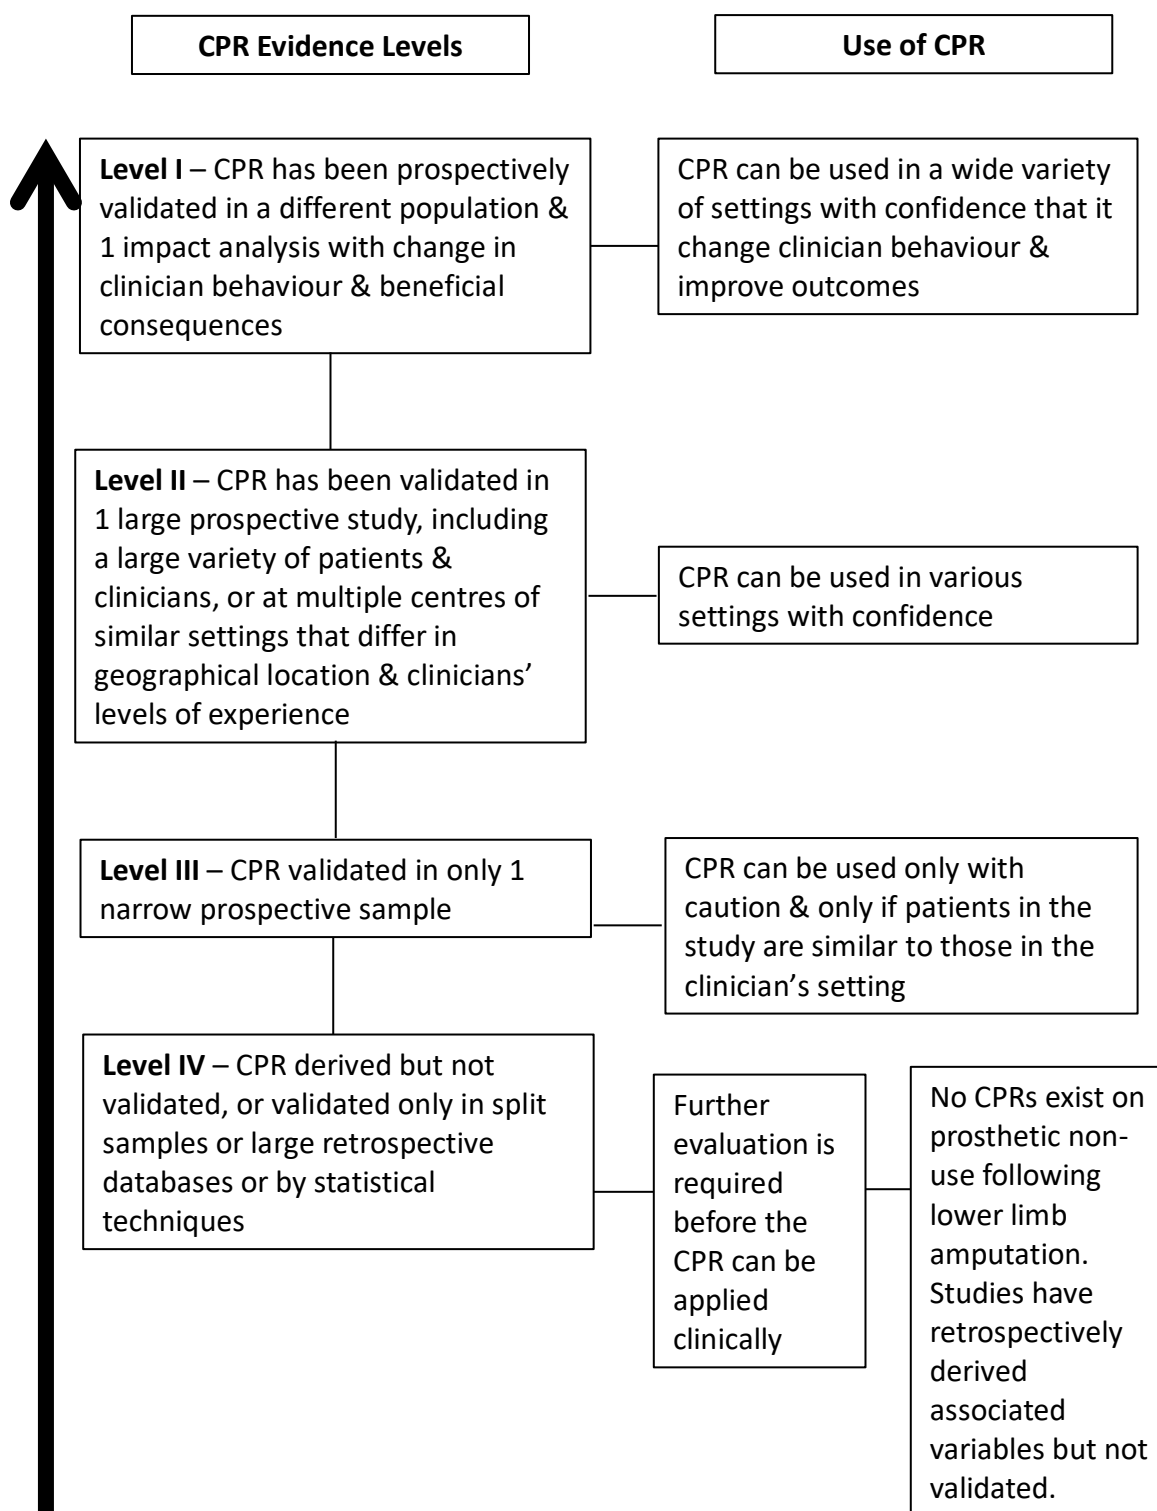 CPR Evidence Levels
Use of CPR
Level I – CPR has been prospectively
validated in a different population &
1 impact analysis with change in
clinician behaviour & beneficial
consequences
CPR can be used in a wide variety
of settings with confidence that it
change clinician behaviour &
improve outcomes
Level II – CPR has been validated in
1 large prospective study, including
a large variety of patients &
clinicians, or at multiple centres of
similar settings that differ in
geographical location & clinicians’
levels of experience
CPR can be used in various
settings with confidence
Level III – CPR validated in only 1
narrow prospective sample
CPR can be used only with
caution & only if patients in the
study are similar to those in the
clinician’s setting
Level IV – CPR derived but not
validated, or validated only in split
samples or large retrospective
databases or by statistical
techniques
Further
evaluation is
required
before the
CPR can be
applied
clinically
No CPRs exist on
prosthetic non-
use following
lower limb
amputation.
Studies have
retrospectively
derived
associated
variables but not
validated.